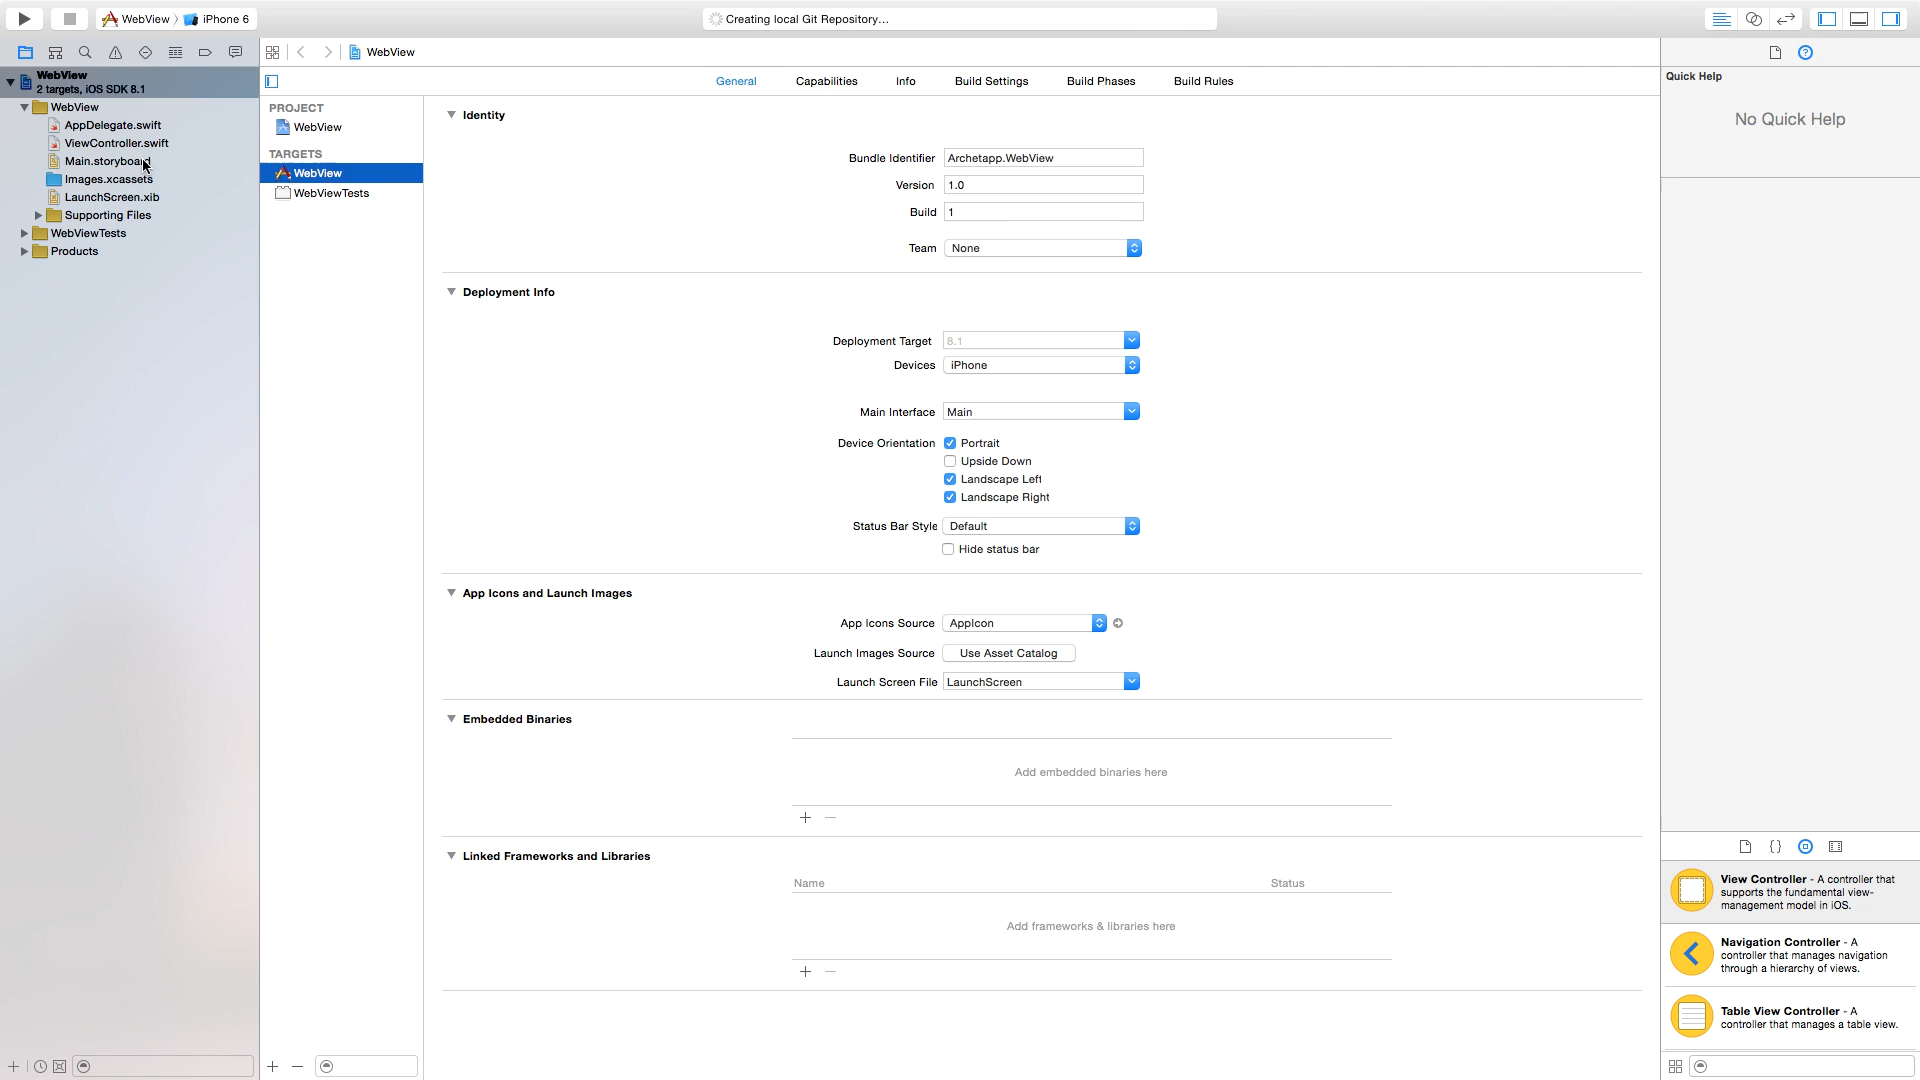 WebView 〉 iPhone 6
Creating local Git Repository...
WebView
WebView
2 targets, iOS SDK 8.1
WebView
AppDelegate.swift
ViewController.swift
Main.storyboard
Images.xcassets
LaunchScreen.xib
Supporting Files
WebViewTests
Products
General Capabilities Info Build Settings Build Phases Build Rules
PROJECT
WebView
TARGETS
WebView
WebViewTests
Identity
Bundle Identifier Archetapp.WebView
Version 1.0
Build 1
Team None
Deployment Info
Deployment Target 8.1
Devices iPhone
Main Interface Main
Device Orientation Portrait
Upside Down
Landscape Left
Landscape Right
Status Bar Style Default
Hide status bar
App Icons and Launch Images
App Icons Source AppIcon
Launch Images Source Use Asset Catalog
Launch Screen File LaunchScreen
Embedded Binaries
Add embedded binaries here
Linked Frameworks and Libraries
Name Status
Add frameworks & libraries here
Quick Help
No Quick Help
View Controller - A controller that
supports the fundamental view-
management model in iOS.
Navigation Controller - A
controller that manages navigation
through a hierarchy of views.
Table View Controller - A
controller that manages a table view.